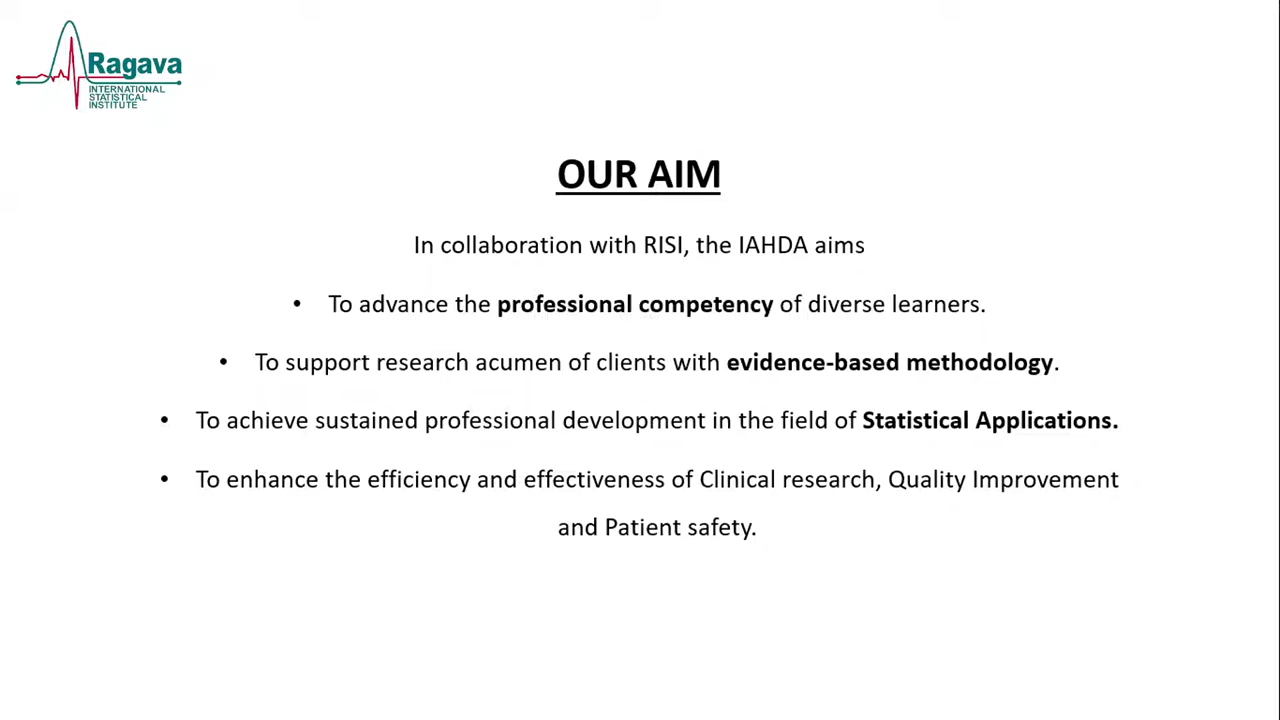 Ragava
INTERNATIONAL
STATISTICAL
INSTITUTE
OUR AIM
In collaboration with RISI, the IAHDA aims
• To advance the professional competency of diverse learners.
• To support research acumen of clients with evidence-based methodology.
• To achieve sustained professional development in the field of Statistical Applications.
• To enhance the efficiency and effectiveness of Clinical research, Quality Improvement
and Patient safety.